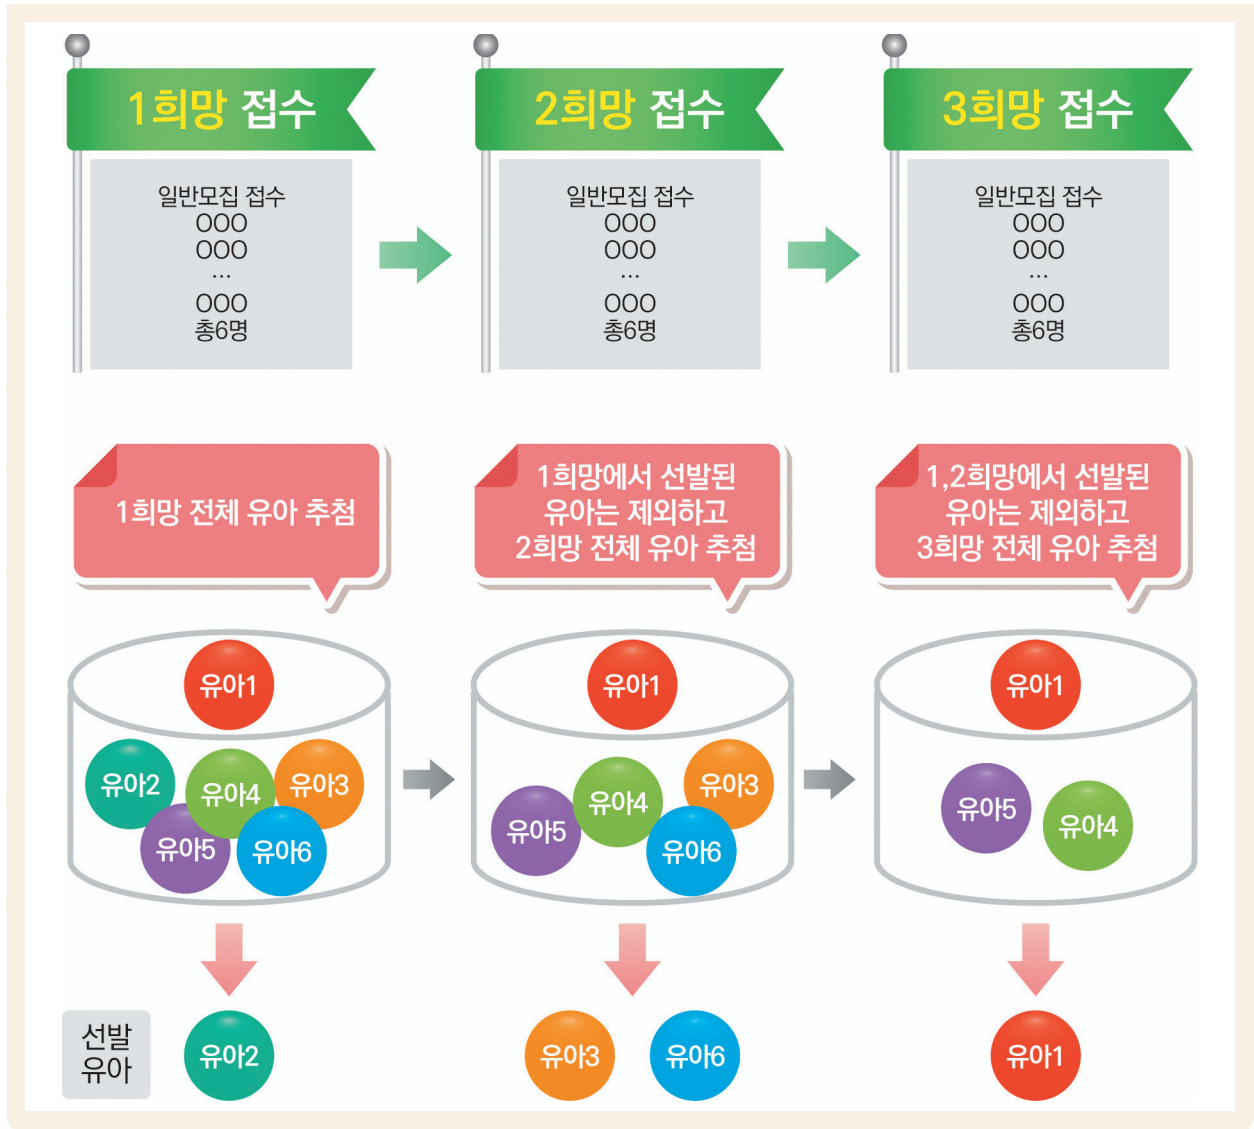 1희망 접수
일반모집 접수
OOO
OOO
...
OOO
총6명
2희망 접수
일반모집 접수
OOO
OOO
...
OOO
총6명
3희망 접수
일반모집 접수
OOO
OOO
...
OOO
총6명
1희망 전체 유아 추첨
1희망에서 선발된
유아는 제외하고
2희망 전체 유아 추첨
1,2희망에서 선발된
유아는 제외하고
3희망 전체 유아 추첨
유아1
유아2
유아4
유아3
유아5
유아6
유아1
유아5
유아4
유아3
유아6
유아1
유아5
유아4
선발
유아
유아2
유아3
유아6
유아1